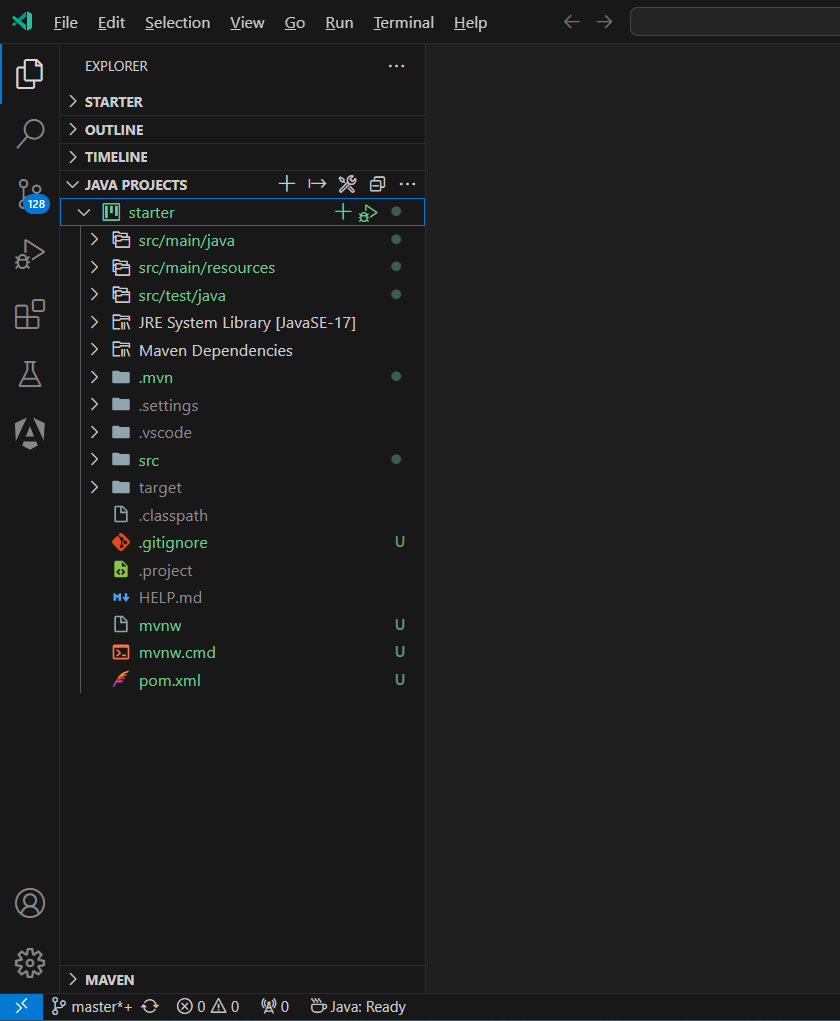 File Edit Selection View Go Run Terminal Help
EXPLORER
STARTER
OUTLINE
TIMELINE
JAVA PROJECTS
starter
src/main/java
src/main/resources
src/test/java
JRE System Library [JavaSE-17]
Maven Dependencies
.mvn
.settings
.vscode
src
target
.classpath
.gitignore U
.project
HELP.md
mvnw U
mvnw.cmd U
pom.xml U
128
MAVEN
master*+ 0 0 0 Java: Ready